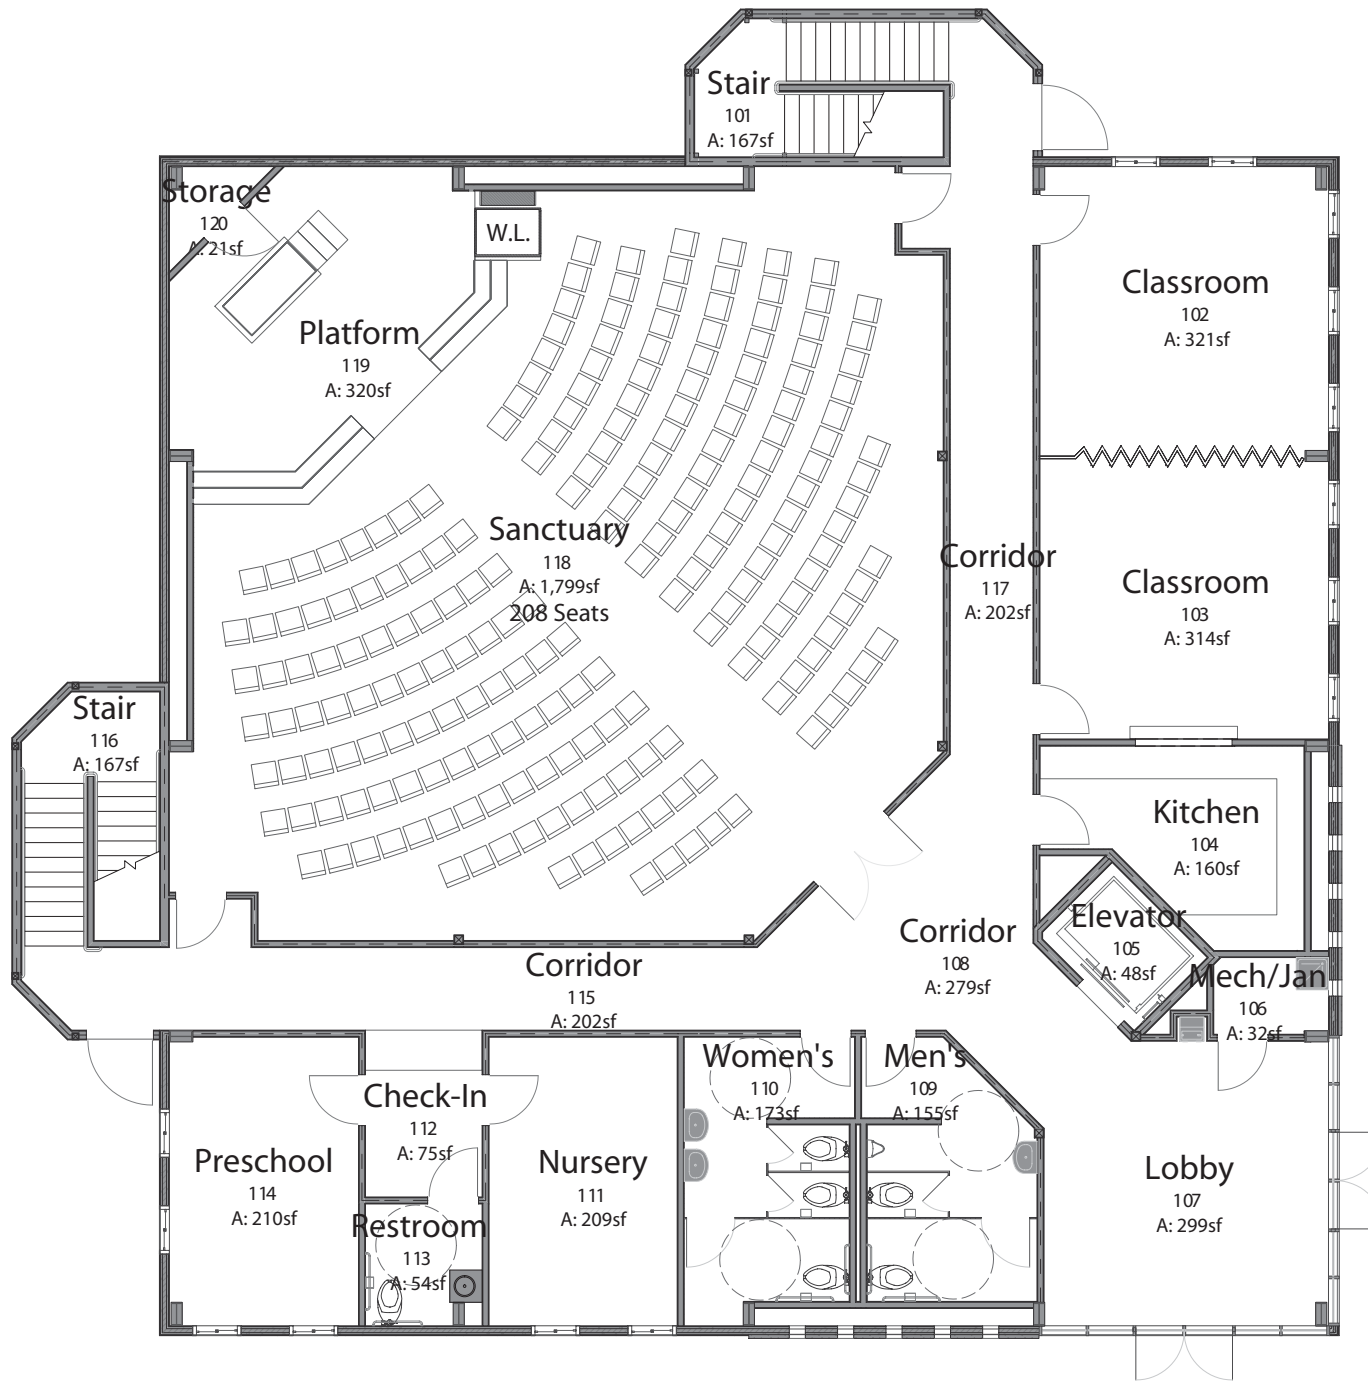 Stair
101
A: 167sf
Storage
120
A: 21sf
W.L.
Platform
119
A: 320sf
Classroom
102
A: 321sf
Sanctuary
118
A: 1,799sf
208 Seats
Corridor
117
A: 202sf
Classroom
103
A: 314sf
Stair
116
A: 167sf
Kitchen
104
A: 160sf
Elevator
105
A: 48sf
Corridor
108
A: 279sf
Mech/Jan
106
A: 32sf
Corridor
115
A: 202sf
Women's
110
A: 173sf
Men's
109
A: 155sf
Check-In
112
A: 75sf
Preschool
114
A: 210sf
Nursery
111
A: 209sf
Lobby
107
A: 299sf
Restroom
113
A: 54sf